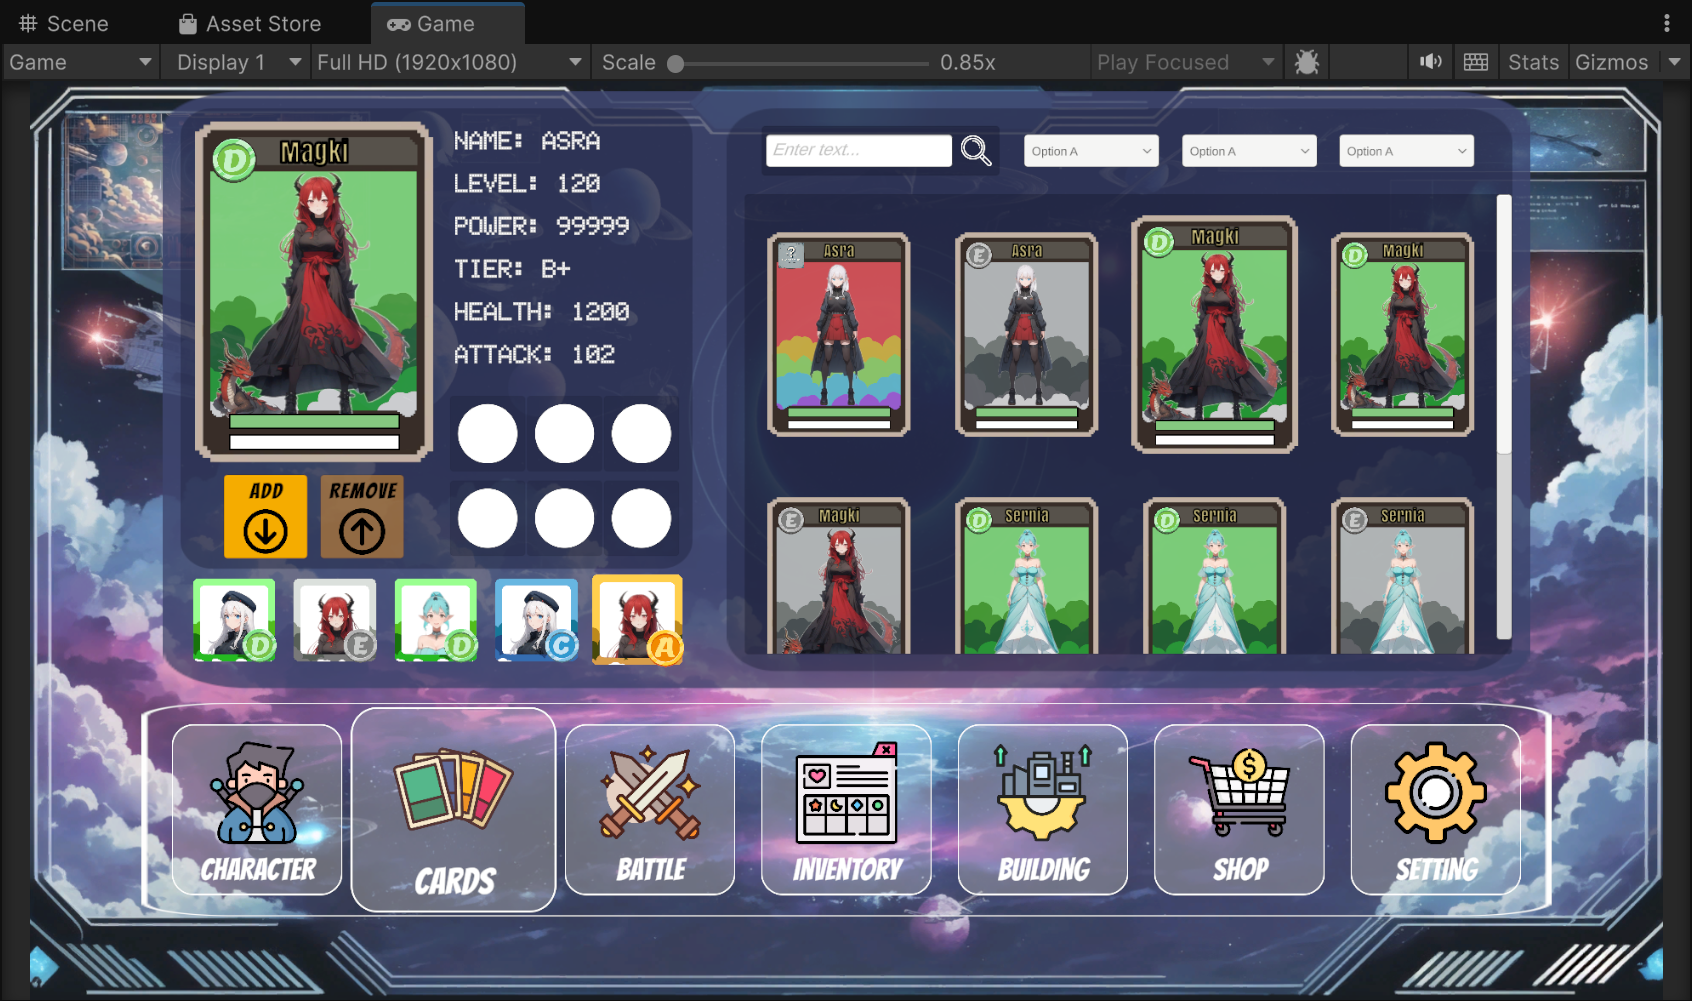 Scene
Asset Store
Game
Game
Display 1
Full HD (1920x1080)
Scale
0.85x
Play Focused
Stats
Gizmos
D
Magki
NAME: ASRA
LEVEL: 120
POWER: 99999
TIER: B+
HEALTH: 1200
ATTACK: 102
ADD
REMOVE
D
E
D
C
A
Enter text...
Option A
Option A
Option A
?
Asra
E
Asra
D
Magki
D
Magki
E
Magki
D
Sernia
D
Sernia
E
Sernia
CHARACTER
CARDS
BATTLE
INVENTORY
BUILDING
$
SHOP
SETTING